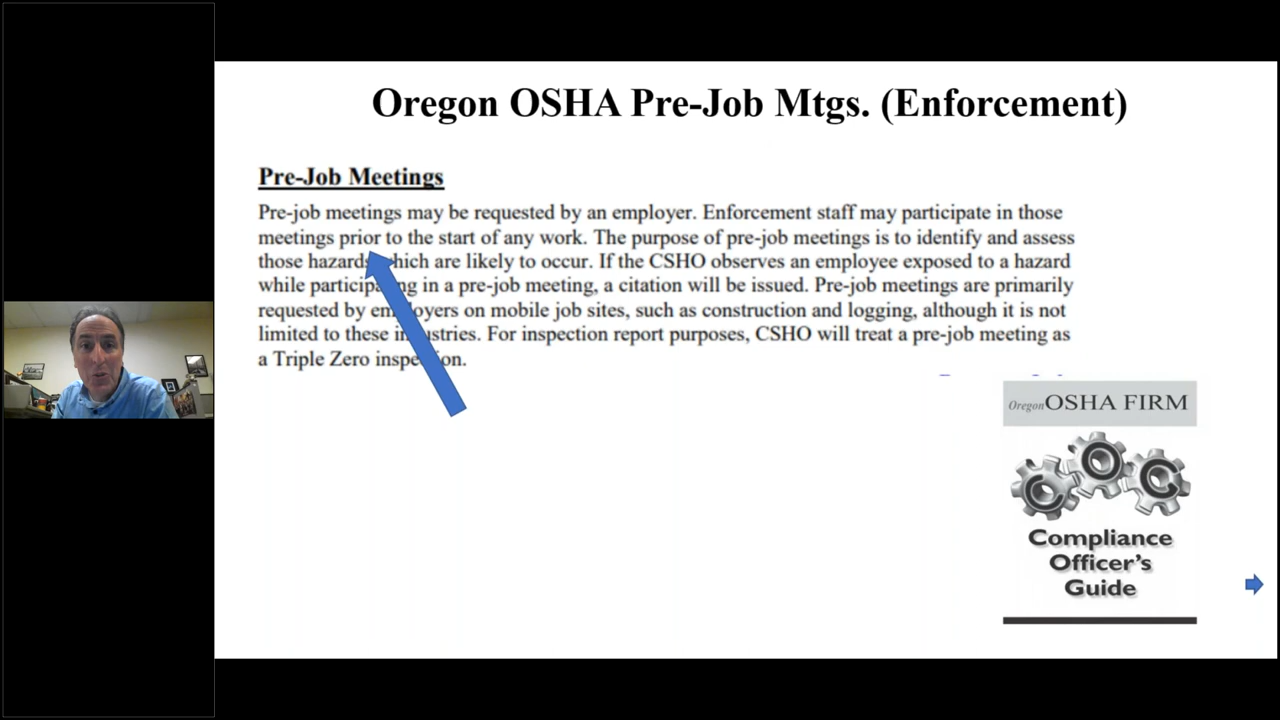 Oregon OSHA Pre-Job Mtgs. (Enforcement)
Pre-Job Meetings
Pre-job meetings may be requested by an employer. Enforcement staff may participate in those
meetings prior to the start of any work. The purpose of pre-job meetings is to identify and assess
those hazards which are likely to occur. If the CSHO observes an employee exposed to a hazard
while participating in a pre-job meeting, a citation will be issued. Pre-job meetings are primarily
requested by employers on mobile job sites, such as construction and logging, although it is not
limited to these industries. For inspection report purposes, CSHO will treat a pre-job meeting as
a Triple Zero inspection.
Oregon OSHA FIRM
C O G
Compliance
Officer's
Guide